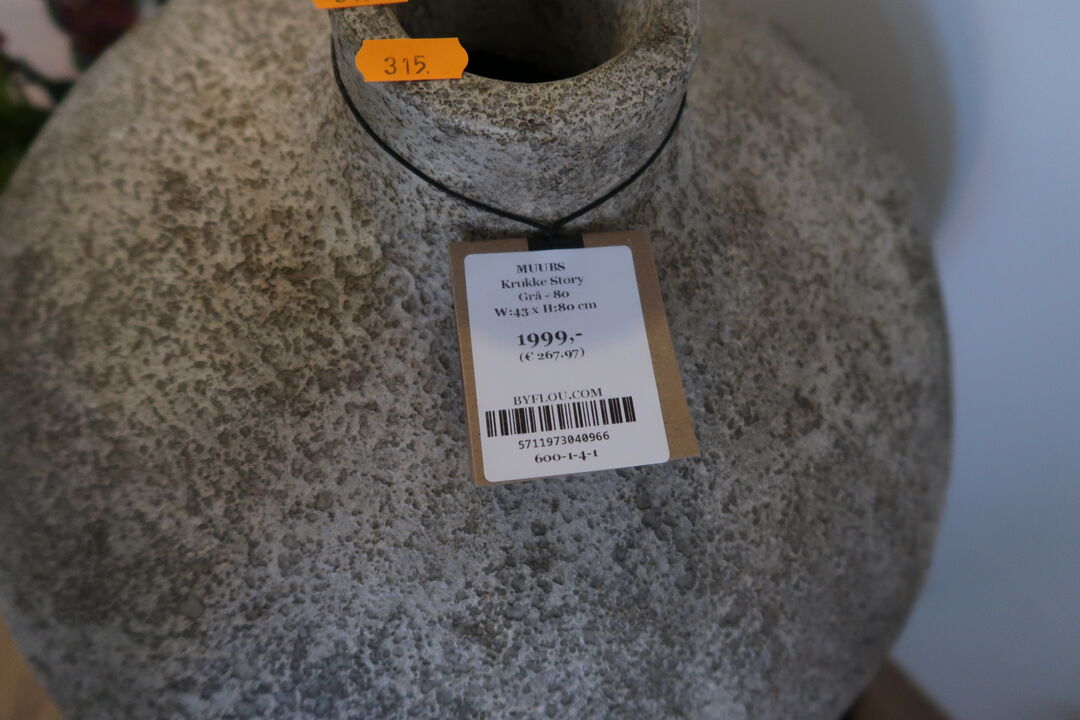 315.
MUUBS
Krukke Story
Grå - 80
W:43 x H:80 cm
1999,-
(€ 267.97)
BYFLOU.COM
5711973040966
600-1-4-1